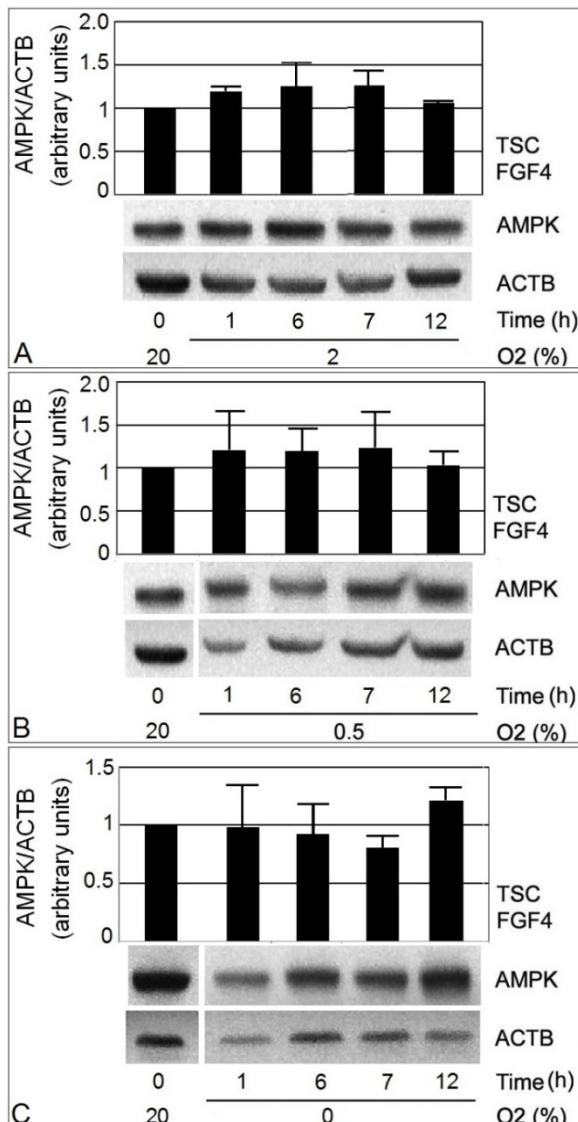 AMPK/ACTB
(arbitrary units)
2.0
1.5
1
0.5
0
TSC
FGF4
AMPK
ACTB
0 1 6 7 12 Time (h)
20 2 O2 (%)
A
AMPK/ACTB
(arbitrary units)
2.0
1.5
1
0.5
0
TSC
FGF4
AMPK
ACTB
0 1 6 7 12 Time (h)
20 0.5 O2 (%)
B
AMPK/ACTB
(arbitrary units)
1.5
1
0.5
0
TSC
FGF4
AMPK
ACTB
0 1 6 7 12 Time (h)
20 0 O2 (%)
C